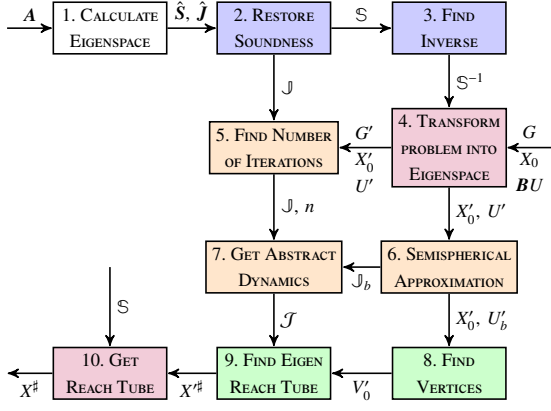 A
1. CALCULATE
EIGENSPACE
Ŝ, Ĵ
2. RESTORE
SOUNDNESS
𝕊
3. FIND
INVERSE
𝕁
𝕊⁻¹
5. FIND NUMBER
OF ITERATIONS
G′
X′₀
U′
4. TRANSFORM
PROBLEM INTO
EIGENSPACE
G
X₀
BU
𝕁, n
X′₀, U′
7. GET ABSTRACT
DYNAMICS
𝕁_b
6. SEMISPHERICAL
APPROXIMATION
𝕊
𝒥
X′₀, U′_b
X♯
10. GET
REACH TUBE
X′♯
9. FIND EIGEN
REACH TUBE
V′₀
8. FIND
VERTICES